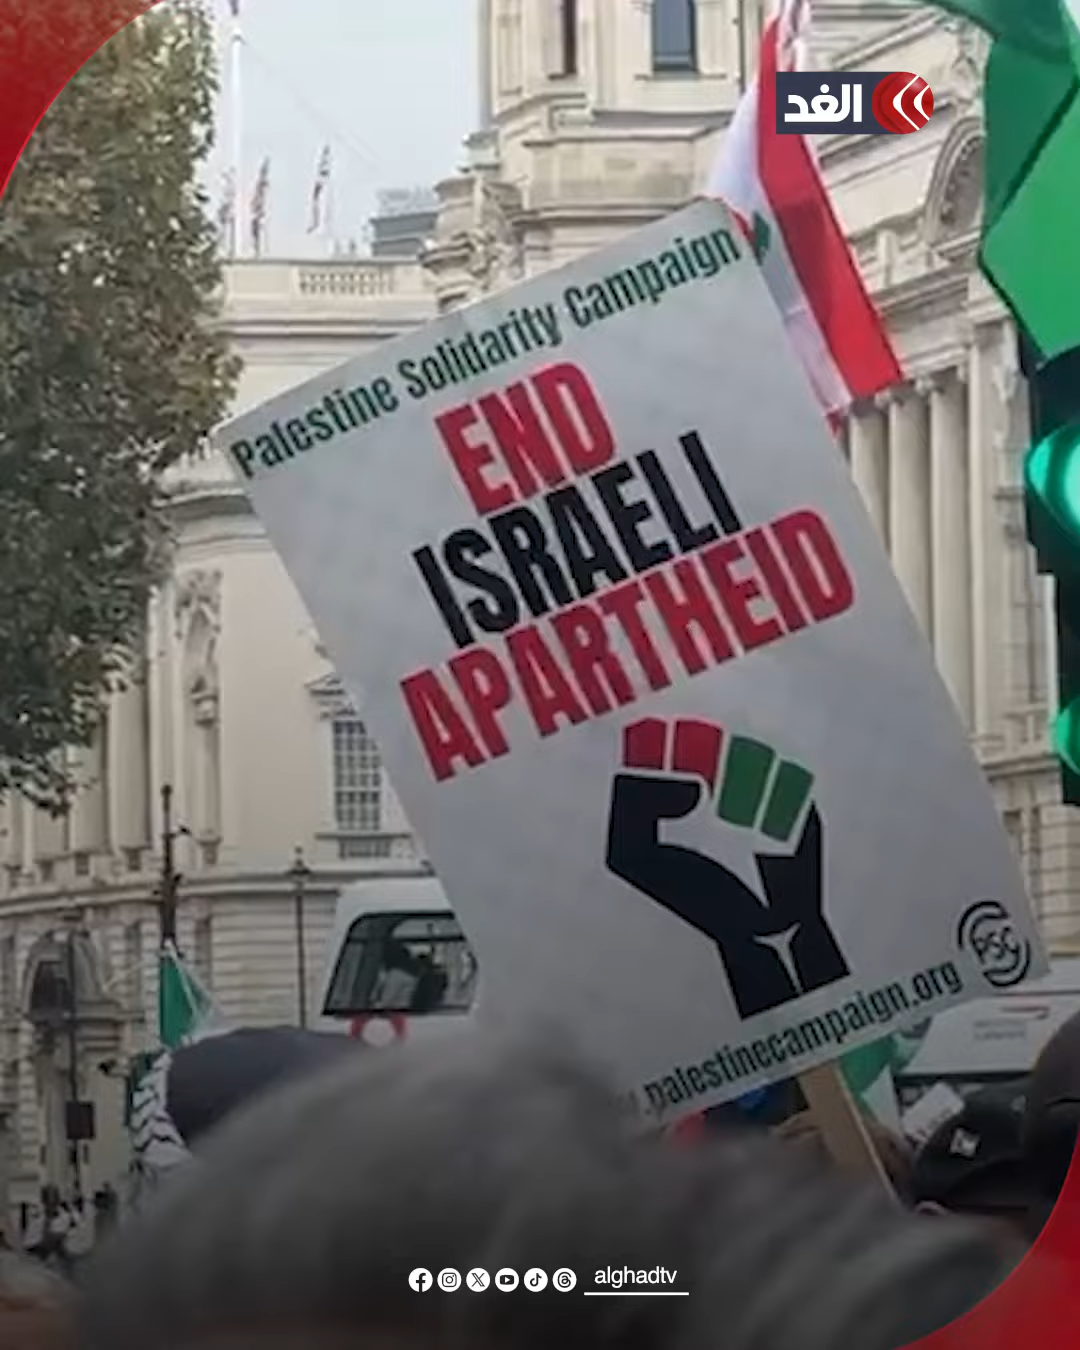 الغد
Palestine Solidarity Campaign
END
ISRAELI
APARTHEID
PSC
.palestinecampaign.org
alghadtv